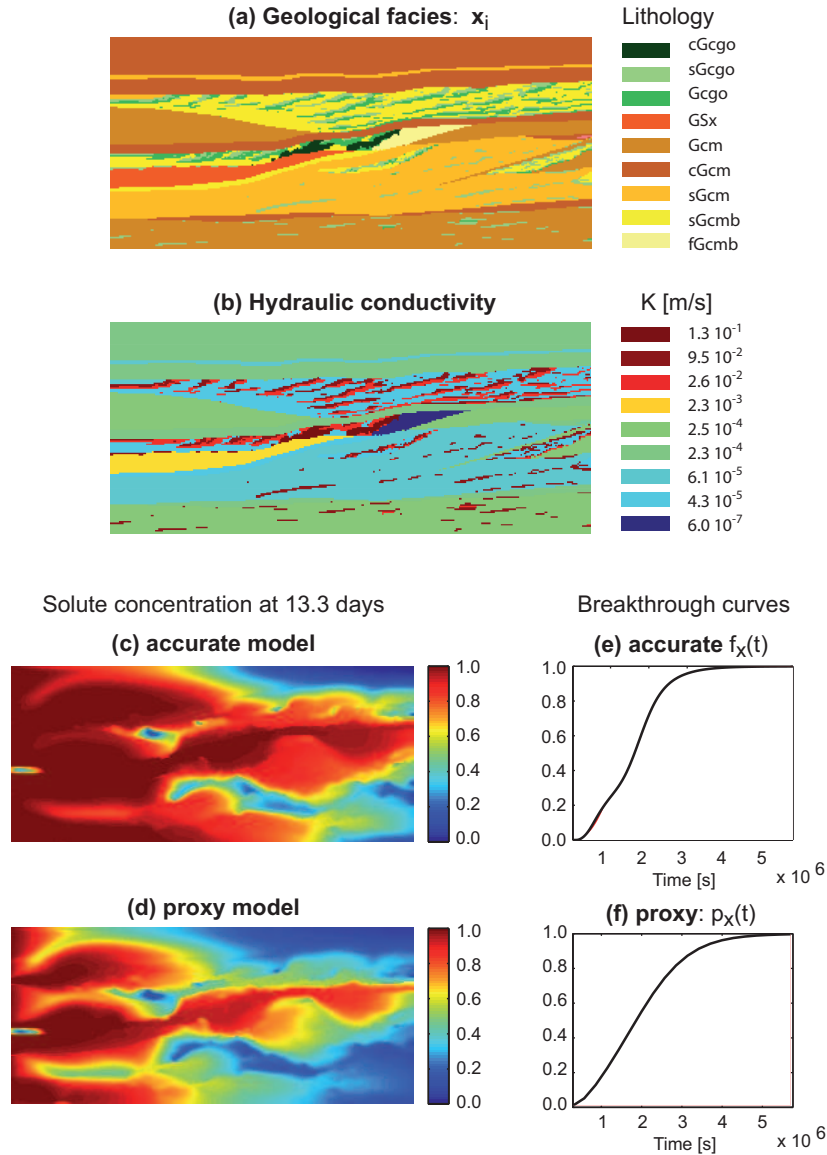 (a) Geological facies: xᵢ
Lithology
cGcgo
sGcgo
Gcgo
GSx
Gcm
cGcm
sGcm
sGcmb
fGcmb
(b) Hydraulic conductivity
K [m/s]
1.3 10⁻¹
9.5 10⁻²
2.6 10⁻²
2.3 10⁻³
2.5 10⁻⁴
2.3 10⁻⁴
6.1 10⁻⁵
4.3 10⁻⁵
6.0 10⁻⁷
Solute concentration at 13.3 days
Breakthrough curves
(c) accurate model
1.0
0.8
0.6
0.4
0.2
0.0
(e) accurate fₓ(t)
1.0
0.8
0.6
0.4
0.2
0.0
1 2 3 4 5
x 10⁶
Time [s]
(d) proxy model
1.0
0.8
0.6
0.4
0.2
0.0
(f) proxy: pₓ(t)
1.0
0.8
0.6
0.4
0.2
0.0
1 2 3 4 5
x 10⁶
Time [s]